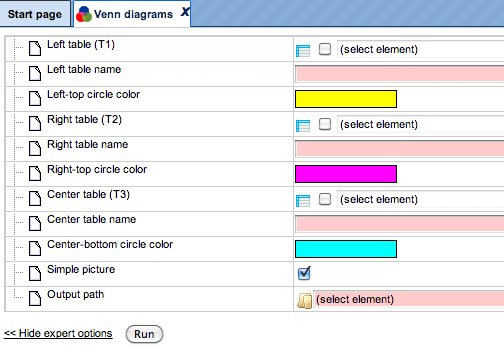 Start page
Venn diagrams X
Left table (T1)
(select element)
Left table name
Left-top circle color
Right table (T2)
(select element)
Right table name
Right-top circle color
Center table (T3)
(select element)
Center table name
Center-bottom circle color
Simple picture
Output path
(select element)
<< Hide expert options
Run